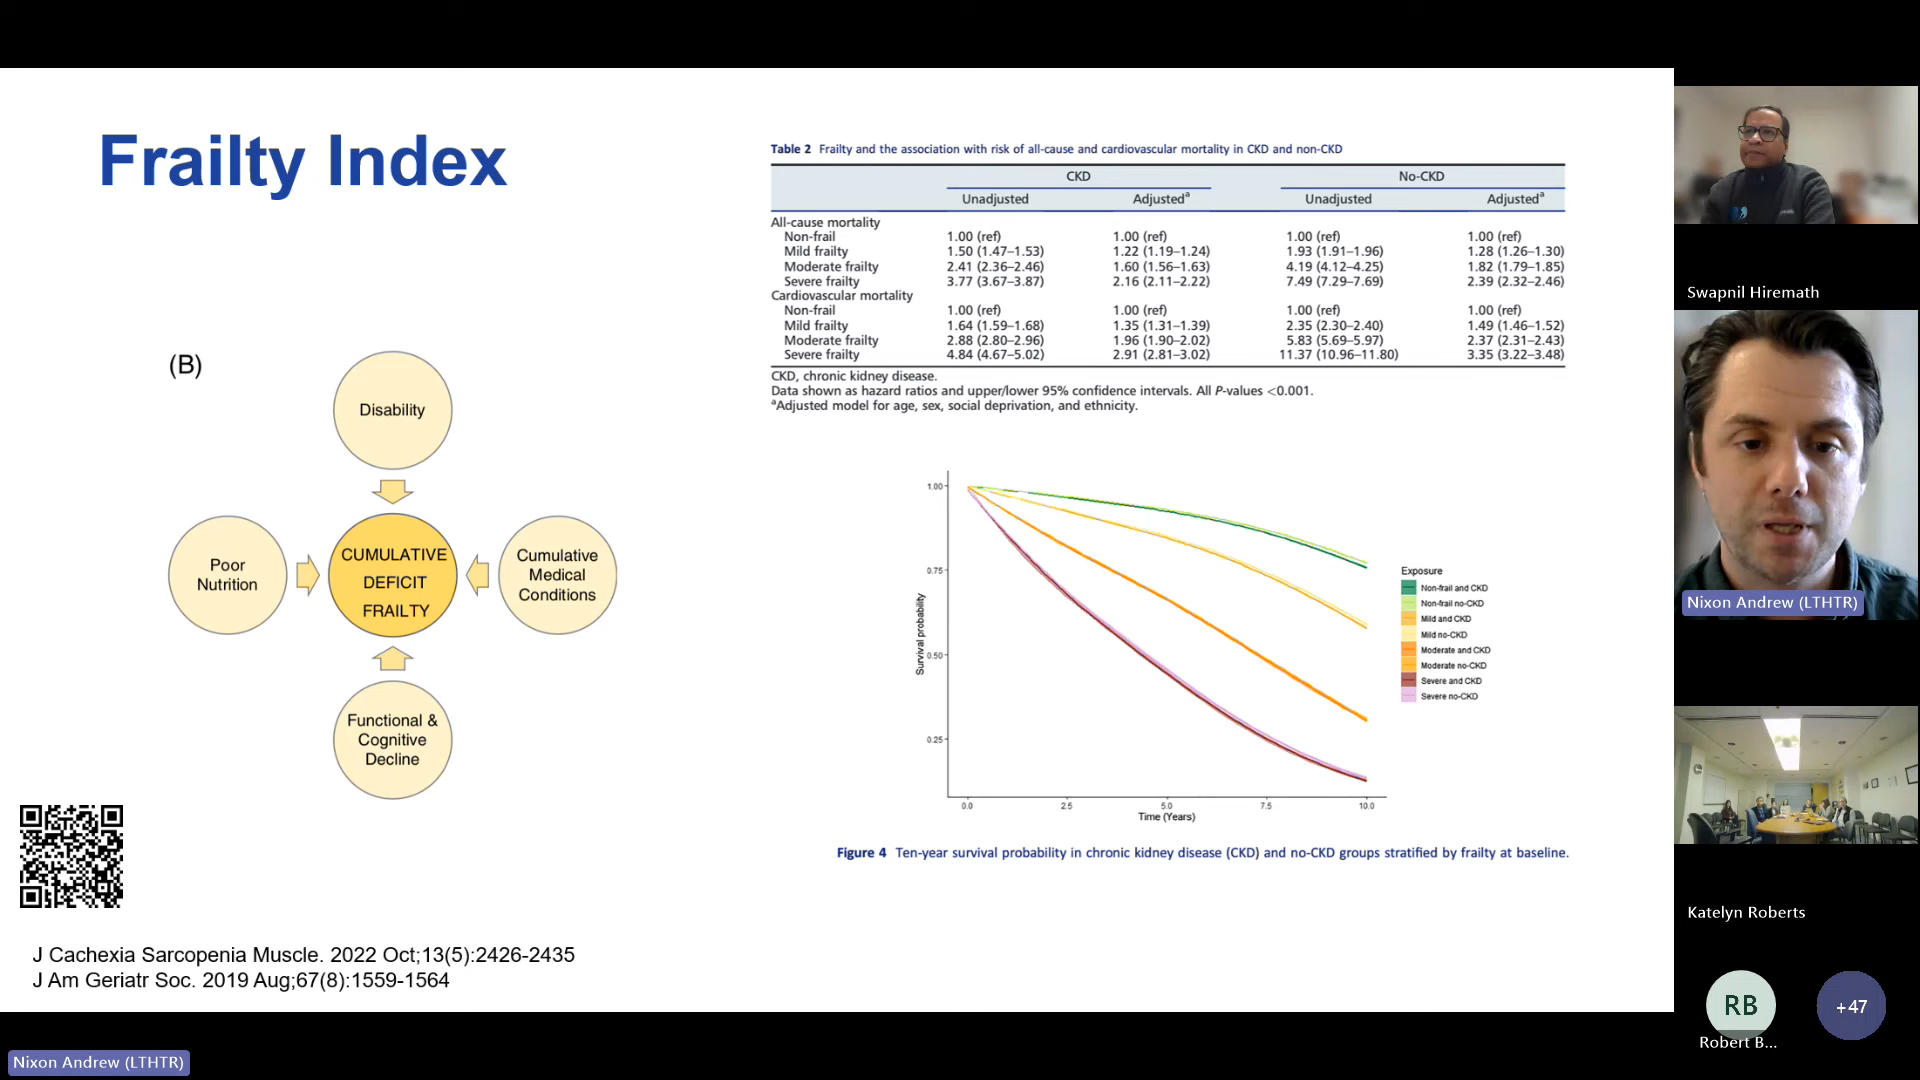 Frailty Index
(B)
Disability
Poor
Nutrition
CUMULATIVE
DEFICIT
FRAILTY
Cumulative
Medical
Conditions
Functional &
Cognitive
Decline
J Cachexia Sarcopenia Muscle. 2022 Oct;13(5):2426-2435
J Am Geriatr Soc. 2019 Aug;67(8):1559-1564
Table 2 Frailty and the association with risk of all-cause and cardiovascular mortality in CKD and non-CKD
CKD No-CKD
Unadjusted Adjustedᵃ Unadjusted Adjustedᵃ
All-cause mortality
Non-frail 1.00 (ref) 1.00 (ref) 1.00 (ref) 1.00 (ref)
Mild frailty 1.50 (1.47–1.53) 1.22 (1.19–1.24) 1.93 (1.91–1.96) 1.28 (1.26–1.30)
Moderate frailty 2.41 (2.36–2.46) 1.60 (1.56–1.63) 4.19 (4.12–4.25) 1.82 (1.79–1.85)
Severe frailty 3.77 (3.67–3.87) 2.16 (2.11–2.22) 7.49 (7.29–7.69) 2.39 (2.32–2.46)
Cardiovascular mortality
Non-frail 1.00 (ref) 1.00 (ref) 1.00 (ref) 1.00 (ref)
Mild frailty 1.64 (1.59–1.68) 1.35 (1.31–1.39) 2.35 (2.30–2.40) 1.49 (1.46–1.52)
Moderate frailty 2.88 (2.80–2.96) 1.96 (1.90–2.02) 5.83 (5.69–5.97) 2.37 (2.31–2.43)
Severe frailty 4.84 (4.67–5.02) 2.91 (2.81–3.02) 11.37 (10.96–11.80) 3.35 (3.22–3.48)
CKD, chronic kidney disease.
Data shown as hazard ratios and upper/lower 95% confidence intervals. All P-values <0.001.
ᵃAdjusted model for age, sex, social deprivation, and ethnicity.
Survival probability
1.00
0.75
0.50
0.25
0.0 2.5 5.0 7.5 10.0
Time (Years)
Exposure
Non-frail and CKD
Non-frail no-CKD
Mild and CKD
Mild no-CKD
Moderate and CKD
Moderate no-CKD
Severe and CKD
Severe no-CKD
Figure 4 Ten-year survival probability in chronic kidney disease (CKD) and no-CKD groups stratified by frailty at baseline.
Swapnil Hiremath
Nixon Andrew (LTHTR)
Katelyn Roberts
RB
+47
Robert B...
Nixon Andrew (LTHTR)